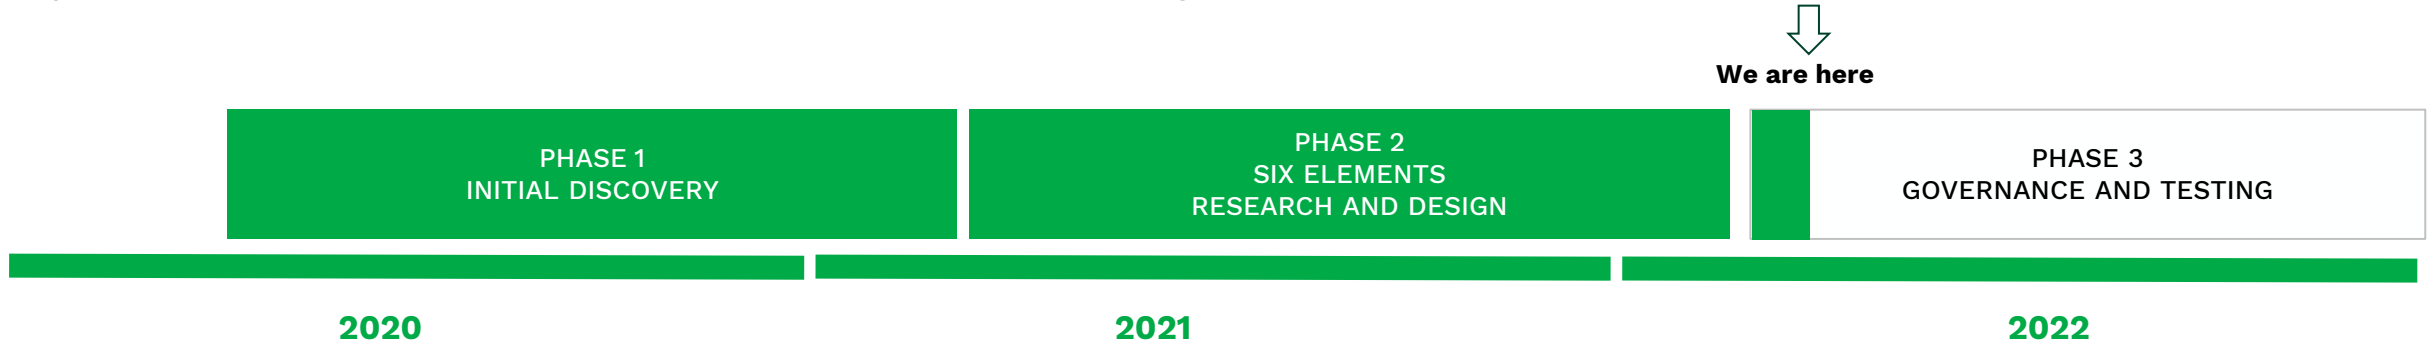 We are here
PHASE 1
INITIAL DISCOVERY
PHASE 2
SIX ELEMENTS
RESEARCH AND DESIGN
PHASE 3
GOVERNANCE AND TESTING
2020
2021
2022